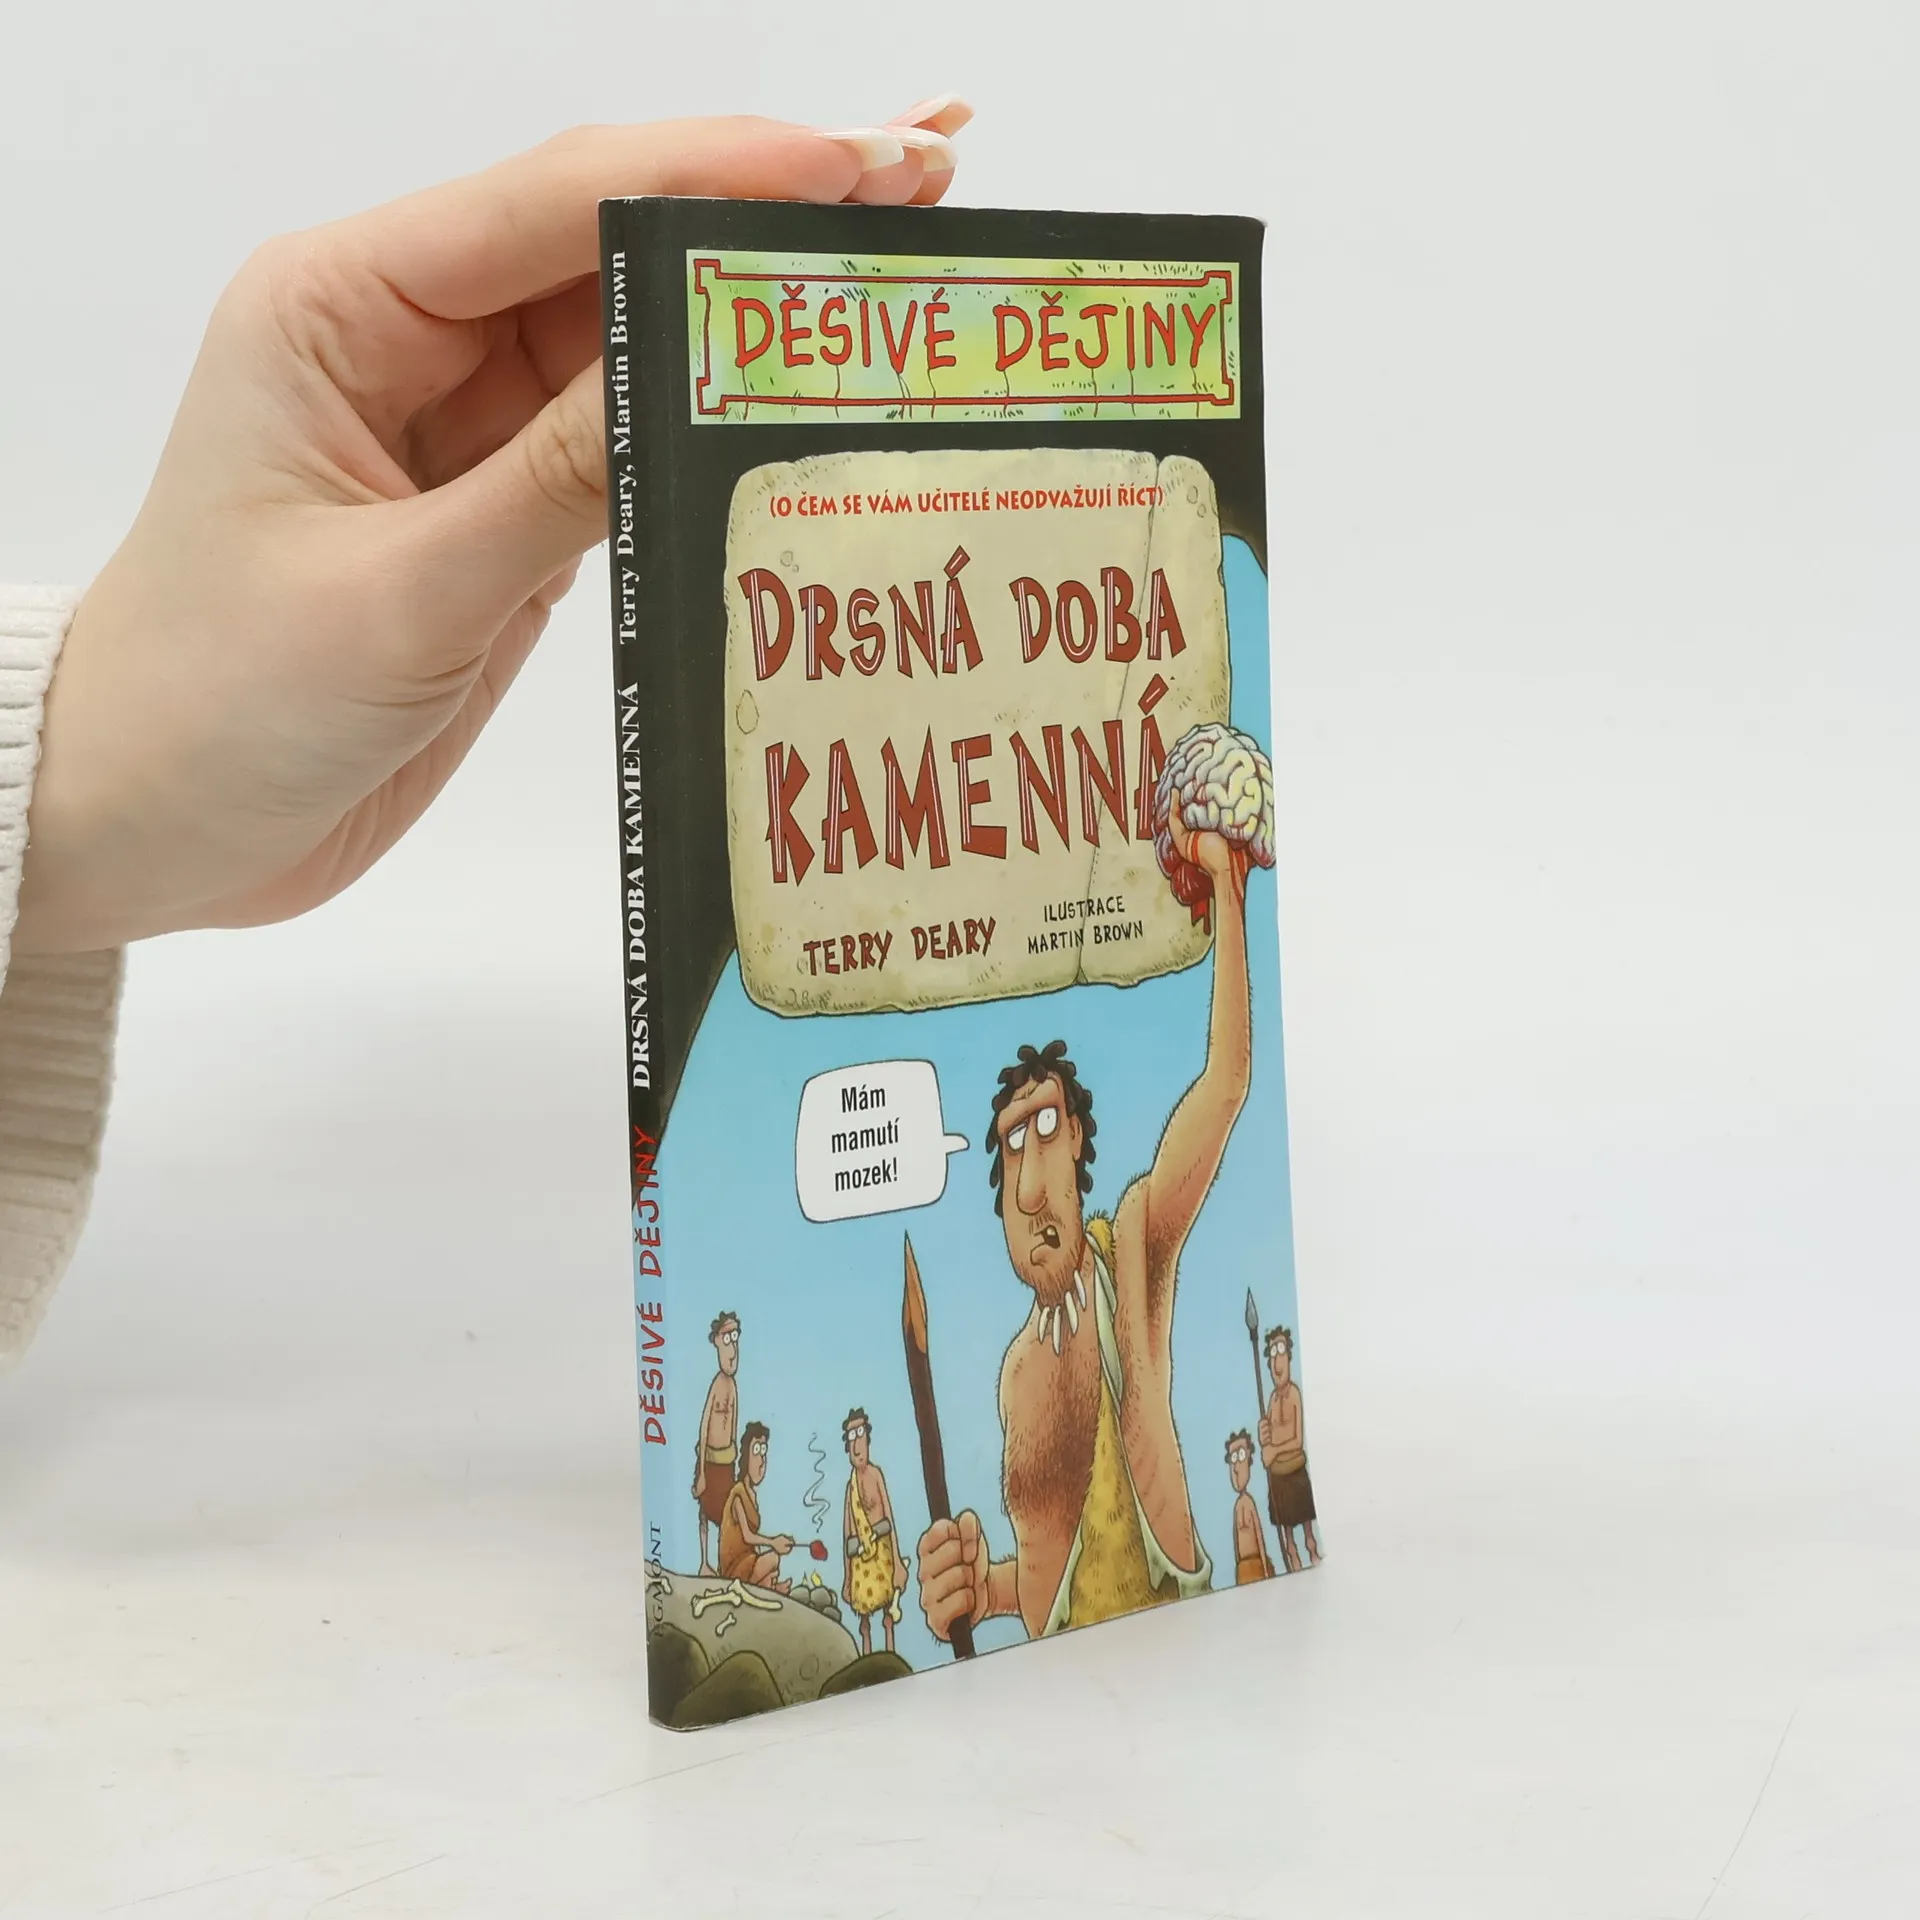 DĚSIVÉ DĚJINY
(O ČEM SE VÁM UČITELÉ NEODVAŽUJÍ ŘÍCT)
DRSNÁ DOBA
KAMENNÁ
TERRY DEARY
ILUSTRACE
MARTIN BROWN
Mám
mamutí
mozek!
EGMONT DĚSIVÉ DĚJINY DRSNÁ DOBA KAMENNÁ Terry Deary, Martin Brown